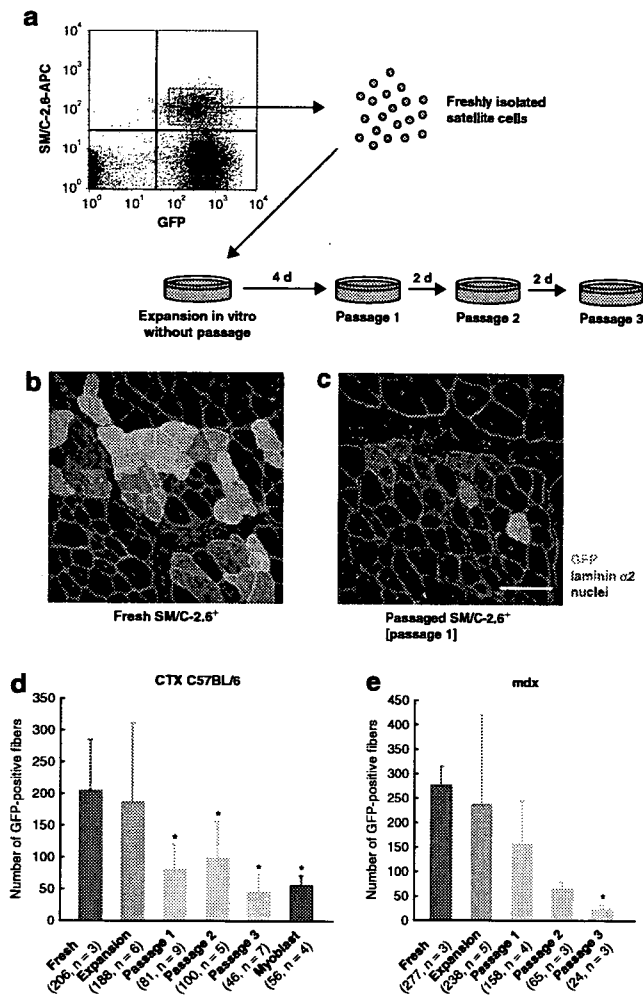 a
SM/C-2.6-APC
10⁴
10³
10²
10¹
10⁰
10⁰ 10¹ 10² 10³ 10⁴
GFP
Freshly isolated
satellite cells
4 d
2 d
2 d
Expansion in vitro
without passage
Passage 1
Passage 2
Passage 3
b
c
Fresh SM/C-2.6⁺
Passaged SM/C-2.6⁺
[passage 1]
GFP
laminin α2
nuclei
d
CTX C57BL/6
Number of GFP-positive fibers
350
300
250
200
150
100
50
0
* * * *
Fresh
(206, n = 3)
Expansion
(188, n = 6)
Passage 1
(81, n = 9)
Passage 2
(100, n = 5)
Passage 3
(46, n = 7)
Myoblast
(56, n = 4)
e
mdx
Number of GFP-positive fibers
450
400
350
300
250
200
150
100
50
0
*
Fresh
(277, n = 3)
Expansion
(238, n = 5)
Passage 1
(158, n = 4)
Passage 2
(65, n = 3)
Passage 3
(24, n = 3)